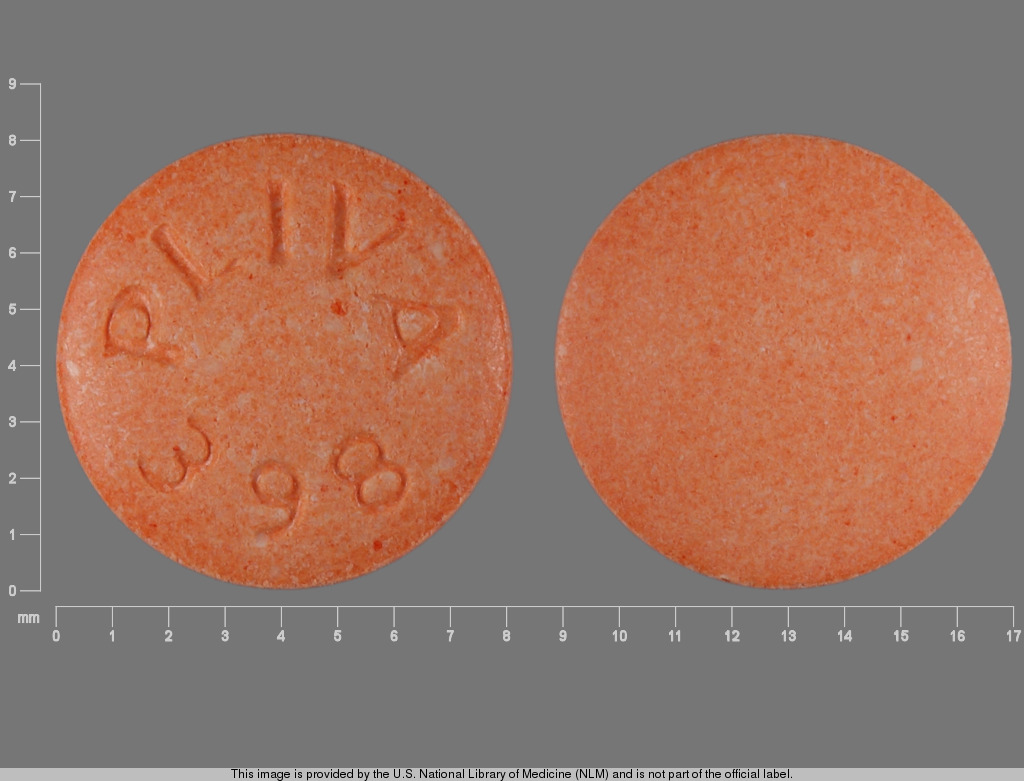 PLIVA
398
9
8
7
6
5
4
3
2
1
0
mm
0 1 2 3 4 5 6 7 8 9 10 11 12 13 14 15 16 17
This image is provided by the U.S. National Library of Medicine (NLM) and is not part of the official label.